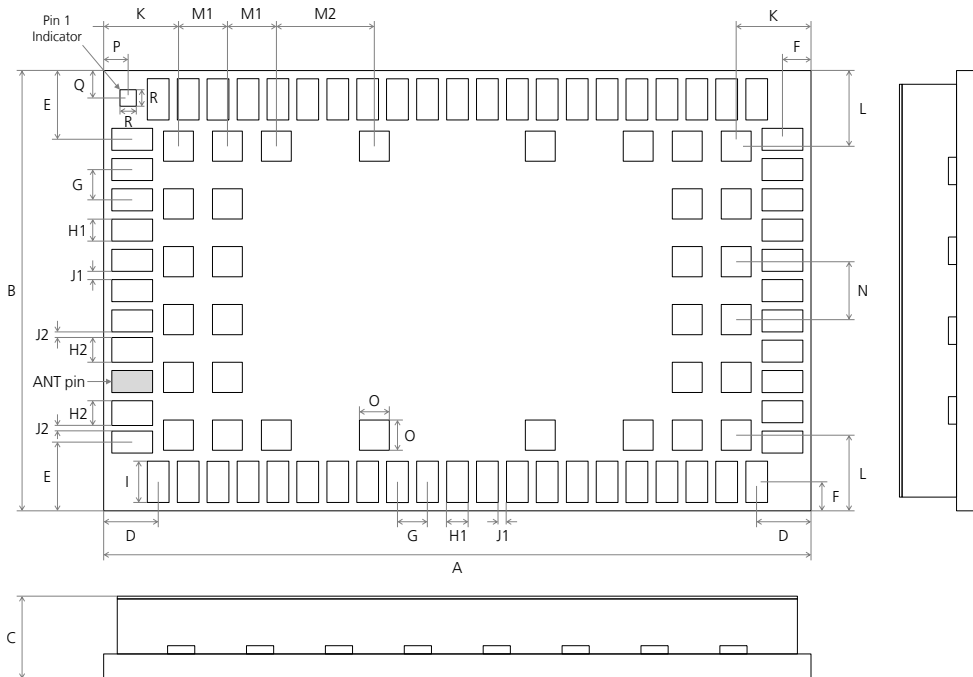 Pin 1
Indicator
K
M1
M1
M2
K
P
F
Q
R
E
R
L
G
H1
J1
B
N
J2
H2
ANT pin
H2
O
O
J2
E
I
L
F
D
G
H1
J1
D
A
C